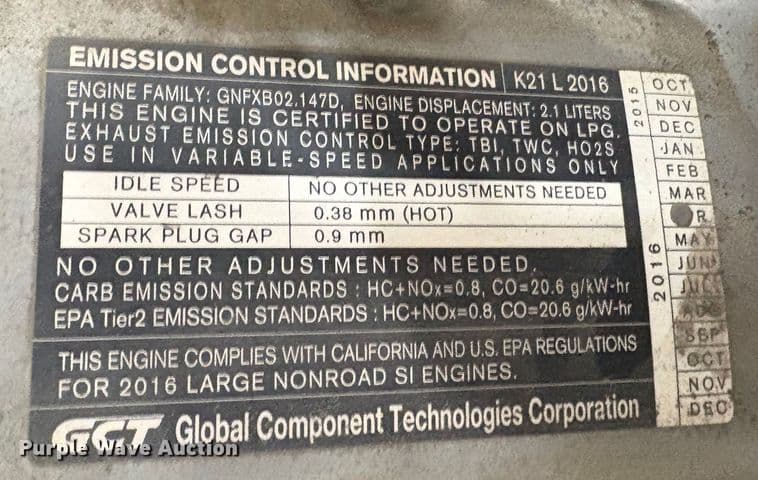 EMISSION CONTROL INFORMATION K21 L 2016
ENGINE FAMILY: GNFXB02.147D, ENGINE DISPLACEMENT: 2.1 LITERS
THIS ENGINE IS CERTIFIED TO OPERATE ON LPG.
EXHAUST EMISSION CONTROL TYPE: TBI, TWC, HO2S
USE IN VARIABLE-SPEED APPLICATIONS ONLY
IDLE SPEED NO OTHER ADJUSTMENTS NEEDED
VALVE LASH 0.38 mm (HOT)
SPARK PLUG GAP 0.9 mm
NO OTHER ADJUSTMENTS NEEDED.
CARB EMISSION STANDARDS : HC+NOx=0.8, CO=20.6 g/kW-hr
EPA Tier2 EMISSION STANDARDS : HC+NOx=0.8, CO=20.6 g/kW-hr
THIS ENGINE COMPLIES WITH CALIFORNIA AND U.S. EPA REGULATIONS
FOR 2016 LARGE NONROAD SI ENGINES.
GCT Global Component Technologies Corporation
2015
OCT
NOV
DEC
2016
JAN
FEB
MAR
R
MAY
JUN
JUL
AUG
SEP
OCT
NOV
DEC
Purple Wave Auction